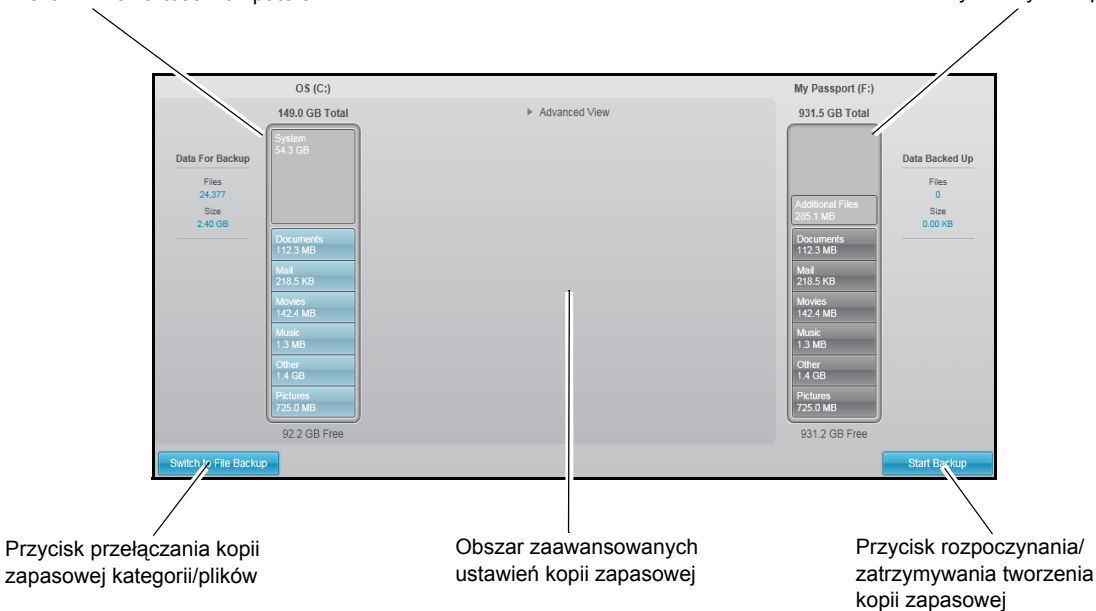 OS (C:)
My Passport (F:)
149.0 GB Total
Advanced View
931.5 GB Total
System
54.3 GB
Data For Backup
Files
24,377
Size
2.40 GB
Documents
112.3 MB
Mail
218.5 KB
Movies
142.4 MB
Music
1.3 MB
Other
1.4 GB
Pictures
725.0 MB
92.2 GB Free
Additional Files
285.1 MB
Documents
112.3 MB
Mail
218.5 KB
Movies
142.4 MB
Music
1.3 MB
Other
1.4 GB
Pictures
725.0 MB
931.2 GB Free
Data Backed Up
Files
0
Size
0.00 KB
Switch to File Backup
Start Backup
Przycisk przełączania kopii
zapasowej kategorii/plików
Obszar zaawansowanych
ustawień kopii zapasowej
Przycisk rozpoczynania/
zatrzymywania tworzenia
kopii zapasowej